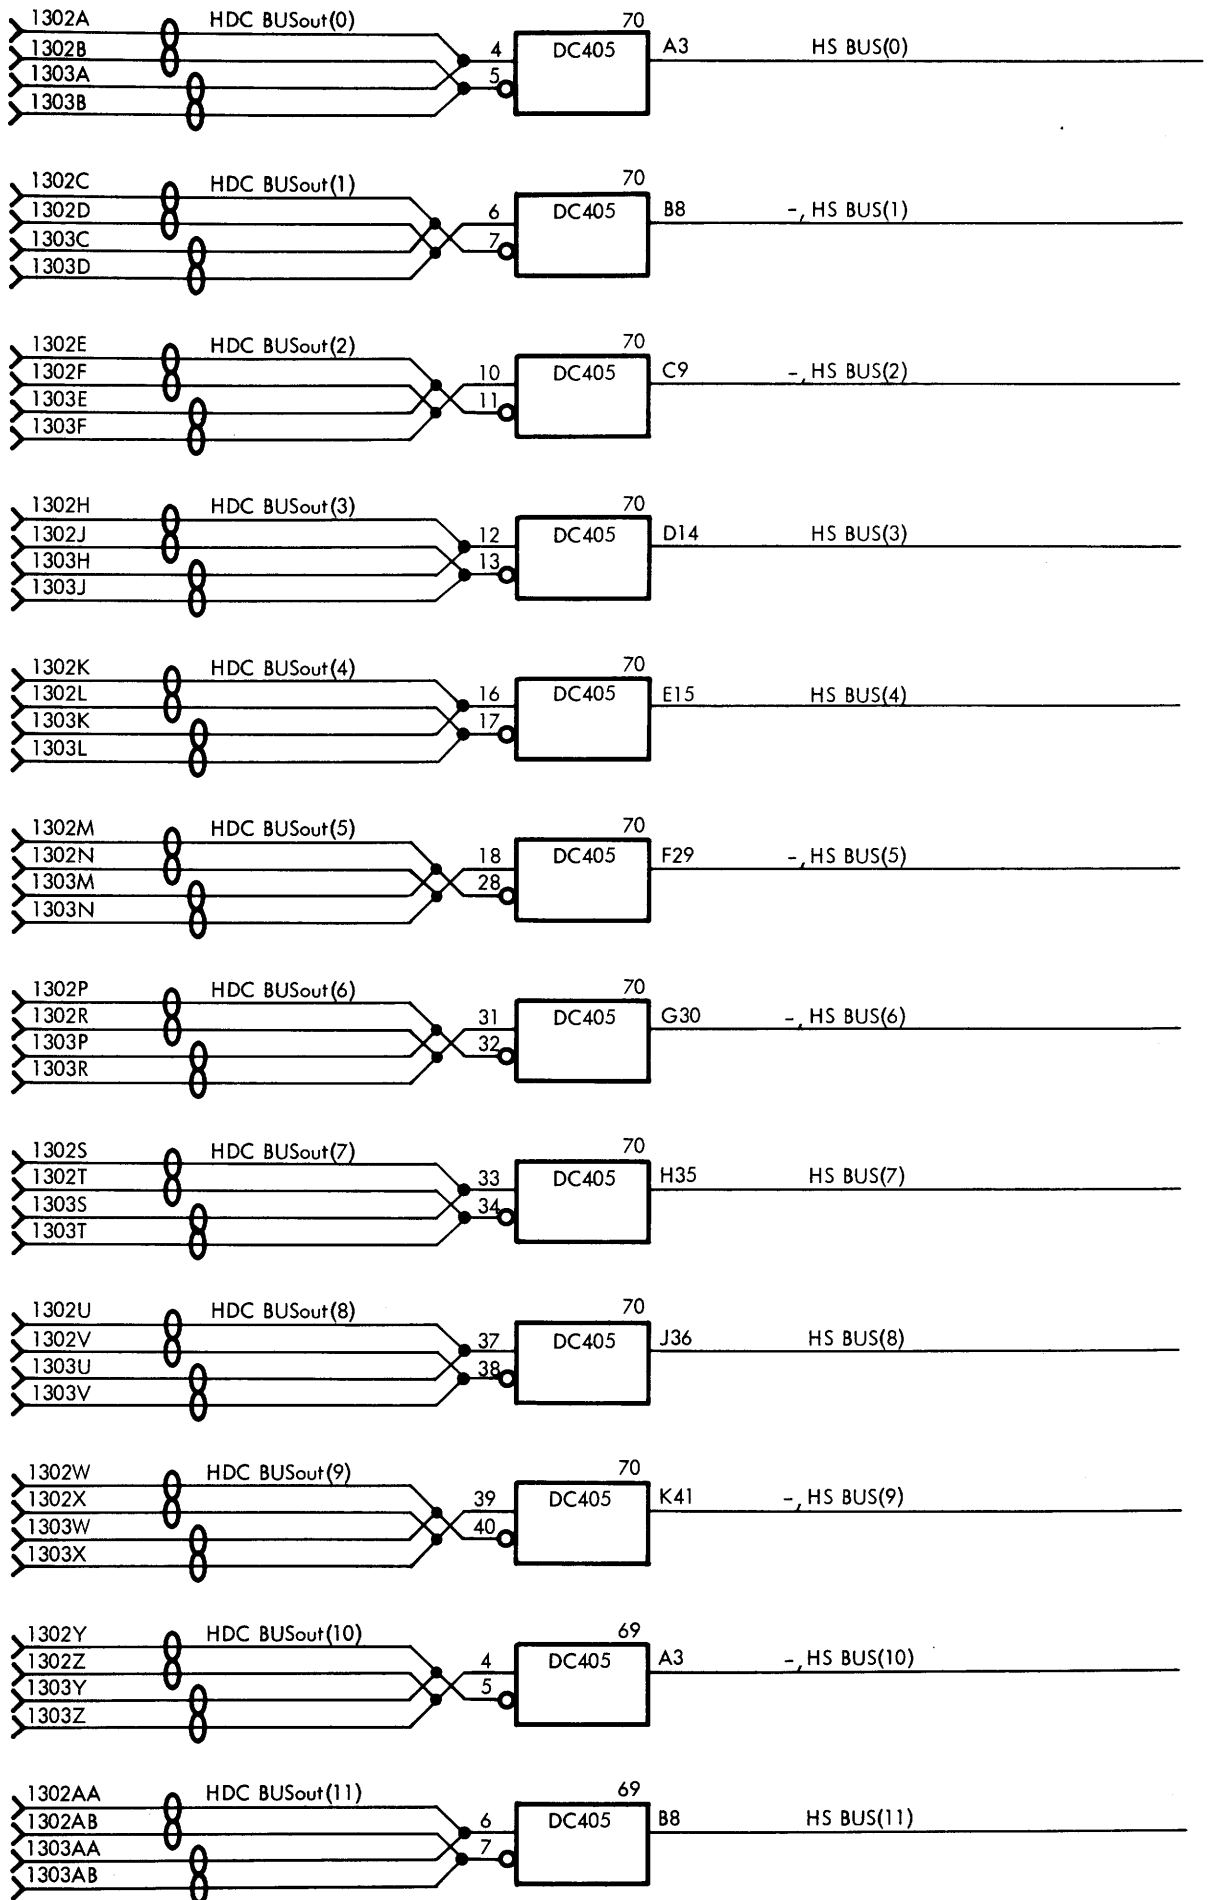 1302A HDC BUSout(0) 70
1302B 4 DC405 A3 HS BUS(0)
1303A 5
1303B
1302C HDC BUSout(1) 70
1302D 6 DC405 B8 -, HS BUS(1)
1303C 7
1303D
1302E HDC BUSout(2) 70
1302F 10 DC405 C9 -, HS BUS(2)
1303E 11
1303F
1302H HDC BUSout(3) 70
1302J 12 DC405 D14 HS BUS(3)
1303H 13
1303J
1302K HDC BUSout(4) 70
1302L 16 DC405 E15 HS BUS(4)
1303K 17
1303L
1302M HDC BUSout(5) 70
1302N 18 DC405 F29 -, HS BUS(5)
1303M 28
1303N
1302P HDC BUSout(6) 70
1302R 31 DC405 G30 -, HS BUS(6)
1303P 32
1303R
1302S HDC BUSout(7) 70
1302T 33 DC405 H35 HS BUS(7)
1303S 34
1303T
1302U HDC BUSout(8) 70
1302V 37 DC405 J36 HS BUS(8)
1303U 38
1303V
1302W HDC BUSout(9) 70
1302X 39 DC405 K41 -, HS BUS(9)
1303W 40
1303X
1302Y HDC BUSout(10) 69
1302Z 4 DC405 A3 -, HS BUS(10)
1303Y 5
1303Z
1302AA HDC BUSout(11) 69
1302AB 6 DC405 B8 HS BUS(11)
1303AA 7
1303AB